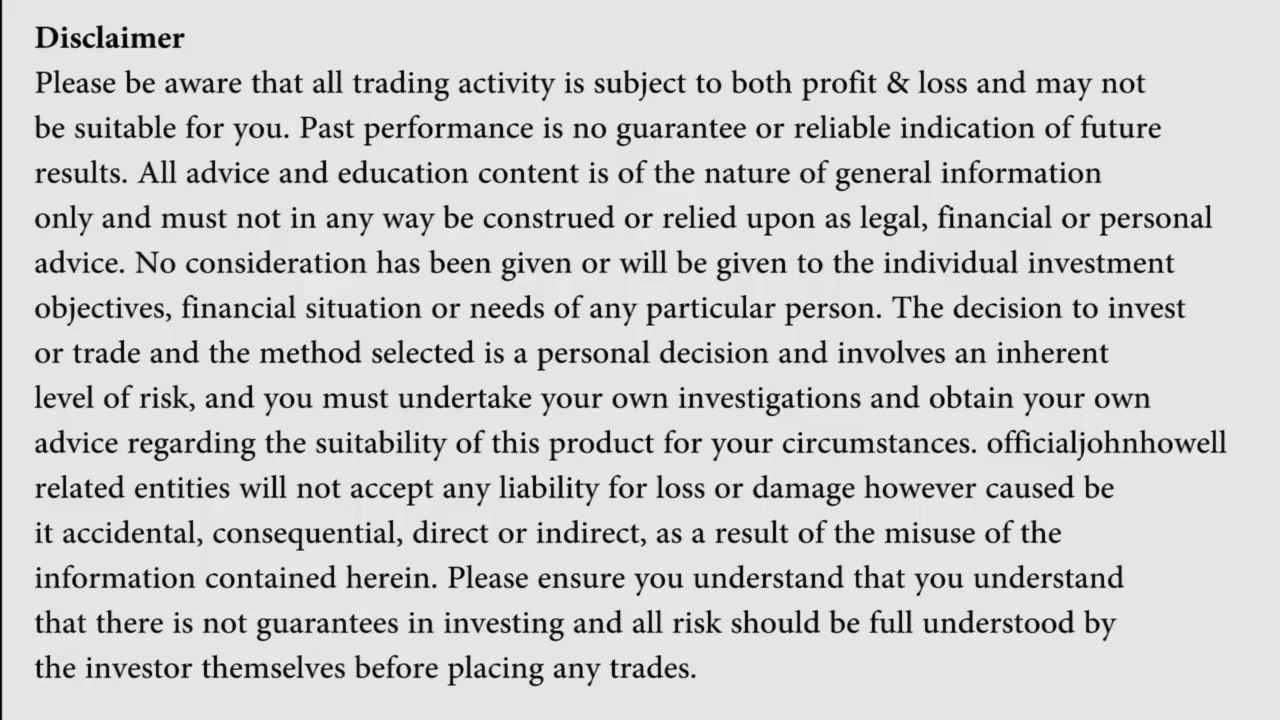 Disclaimer
Please be aware that all trading activity is subject to both profit & loss and may not
be suitable for you. Past performance is no guarantee or reliable indication of future
results. All advice and education content is of the nature of general information
only and must not in any way be construed or relied upon as legal, financial or personal
advice. No consideration has been given or will be given to the individual investment
objectives, financial situation or needs of any particular person. The decision to invest
or trade and the method selected is a personal decision and involves an inherent
level of risk, and you must undertake your own investigations and obtain your own
advice regarding the suitability of this product for your circumstances. officialjohnhowell
related entities will not accept any liability for loss or damage however caused be
it accidental, consequential, direct or indirect, as a result of the misuse of the
information contained herein. Please ensure you understand that you understand
that there is not guarantees in investing and all risk should be full understood by
the investor themselves before placing any trades.